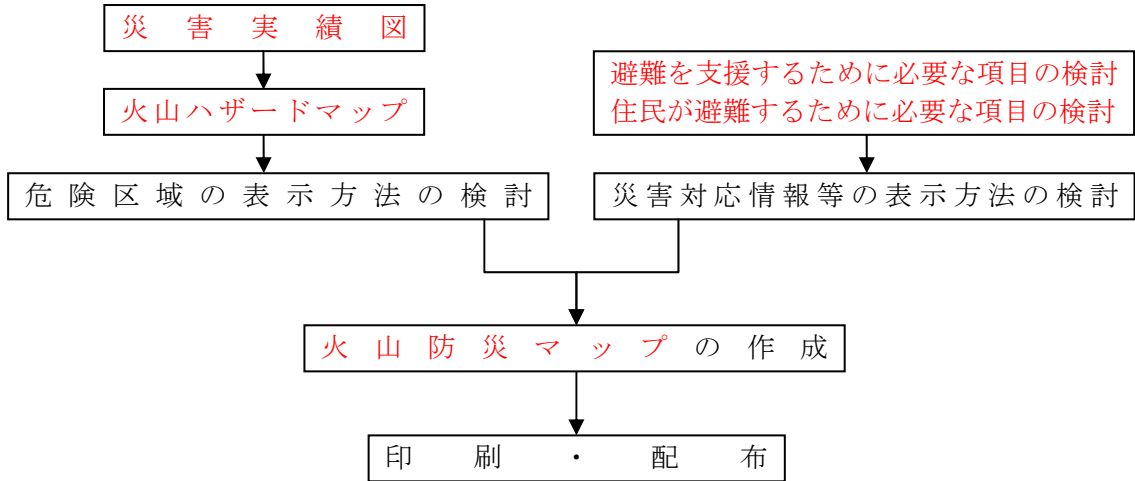 災害実績図
火山ハザードマップ
危険区域の表示方法の検討
避難を支援するために必要な項目の検討
住民が避難するために必要な項目の検討
災害対応情報等の表示方法の検討
火山防災マップの作成
印刷・配布